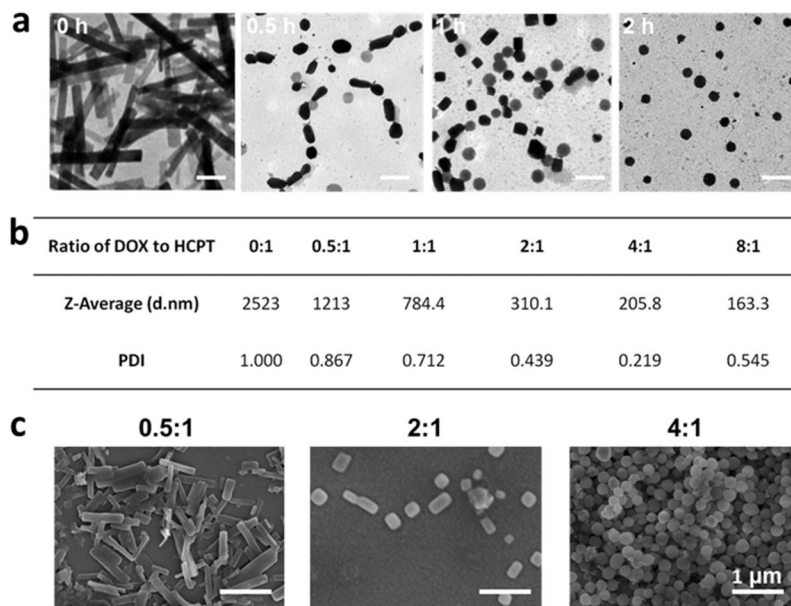 a
0 h 0.5 h 1 h 2 h
b
Ratio of DOX to HCPT 0:1 0.5:1 1:1 2:1 4:1 8:1
Z-Average (d.nm) 2523 1213 784.4 310.1 205.8 163.3
PDI 1.000 0.867 0.712 0.439 0.219 0.545
c
0.5:1 2:1 4:1
1 µm